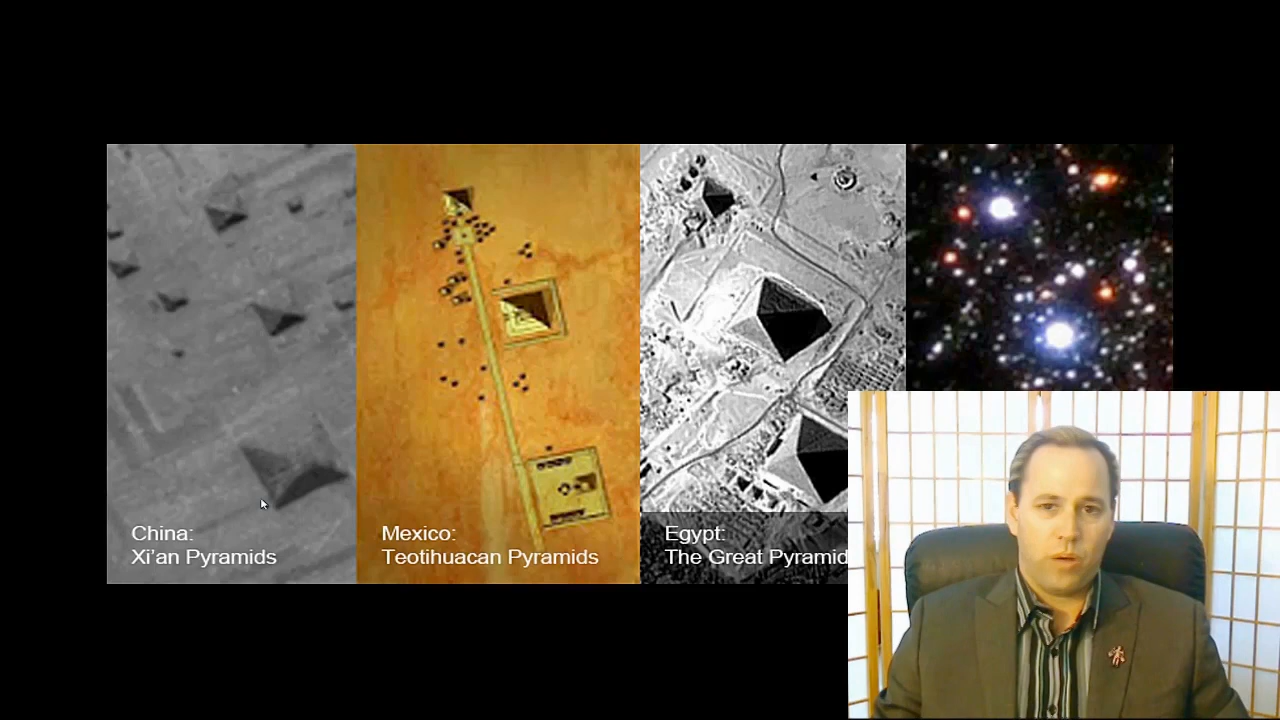 China:
Xi'an Pyramids
Mexico:
Teotihuacan Pyramids
Egypt:
The Great Pyramid